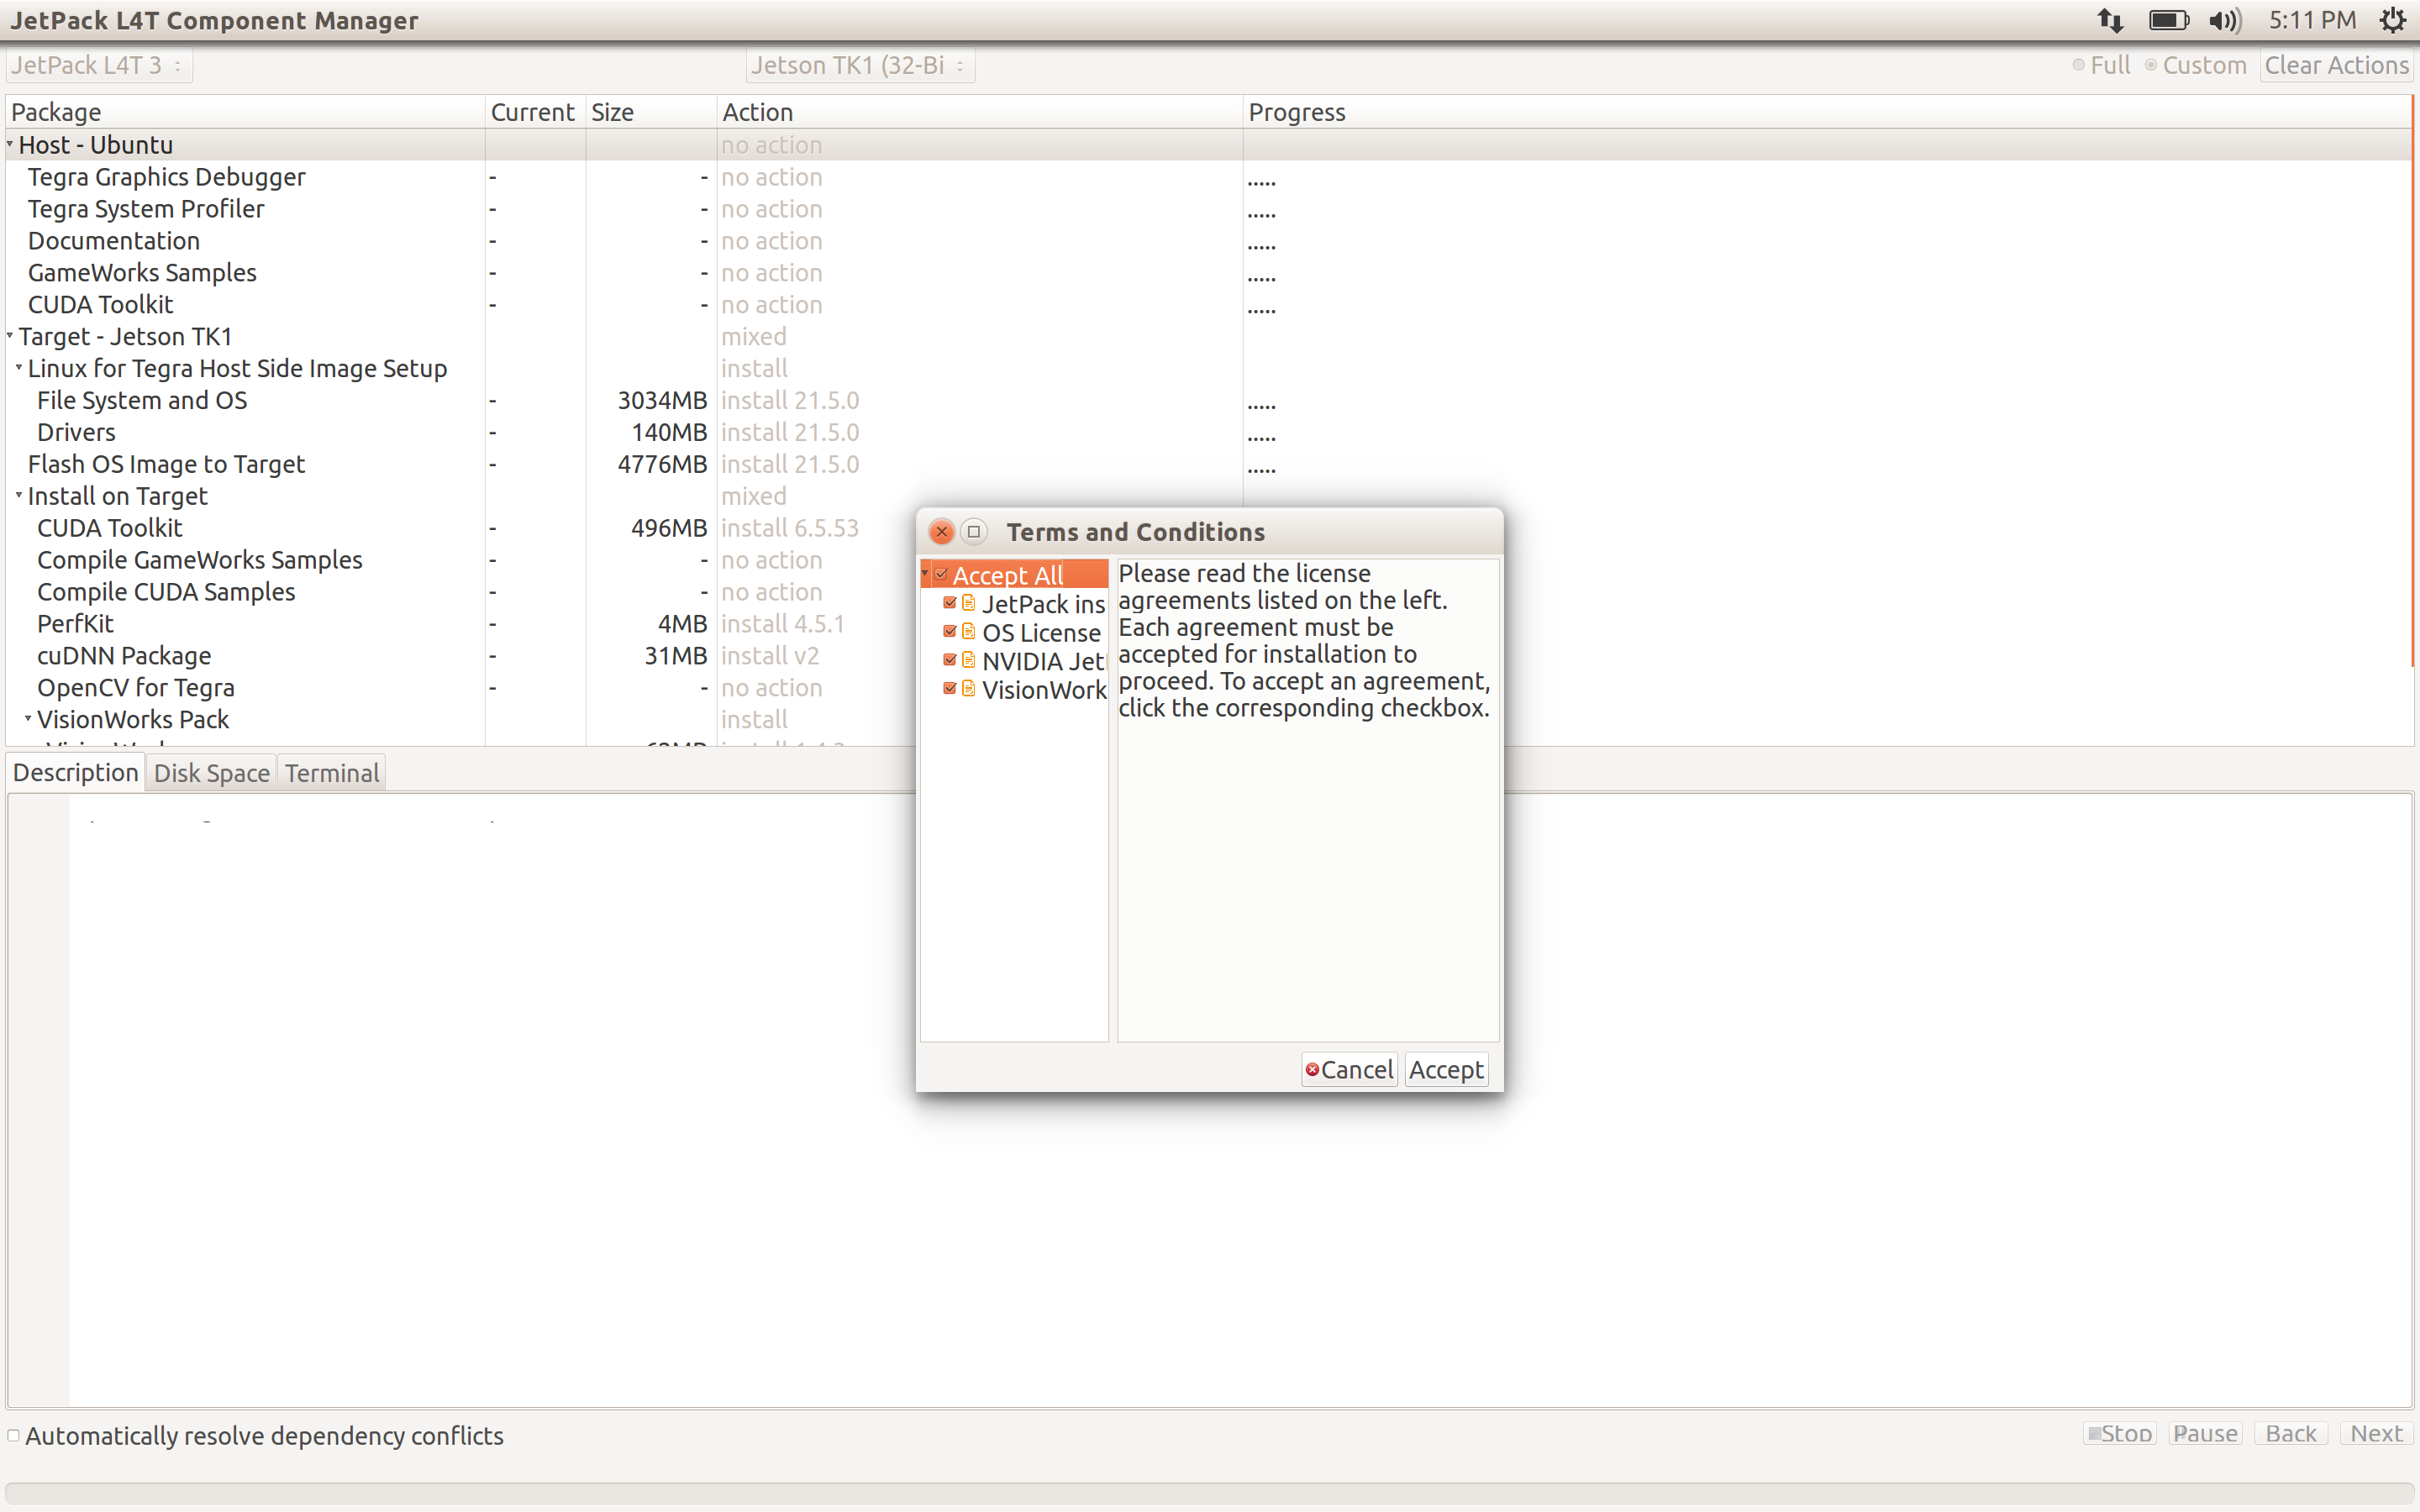 JetPack L4T Component Manager
5:11 PM
JetPack L4T 3
Jetson TK1 (32-Bi
Full
Custom
Clear Actions
Package Current Size Action Progress
Host - Ubuntu no action
Tegra Graphics Debugger - - no action .....
Tegra System Profiler - - no action .....
Documentation - - no action .....
GameWorks Samples - - no action .....
CUDA Toolkit - - no action .....
Target - Jetson TK1 mixed
Linux for Tegra Host Side Image Setup install
File System and OS - 3034MB install 21.5.0 .....
Drivers - 140MB install 21.5.0 .....
Flash OS Image to Target - 4776MB install 21.5.0 .....
Install on Target mixed
CUDA Toolkit - 496MB install 6.5.53
Compile GameWorks Samples - - no action
Compile CUDA Samples - - no action
PerfKit - 4MB install 4.5.1
cuDNN Package - 31MB install v2
OpenCV for Tegra - - no action
VisionWorks Pack install
Terms and Conditions
Accept All
JetPack ins
OS License
NVIDIA Jet
VisionWork
Please read the license
agreements listed on the left.
Each agreement must be
accepted for installation to
proceed. To accept an agreement,
click the corresponding checkbox.
Cancel
Accept
Description
Disk Space
Terminal
Automatically resolve dependency conflicts
Stop
Pause
Back
Next